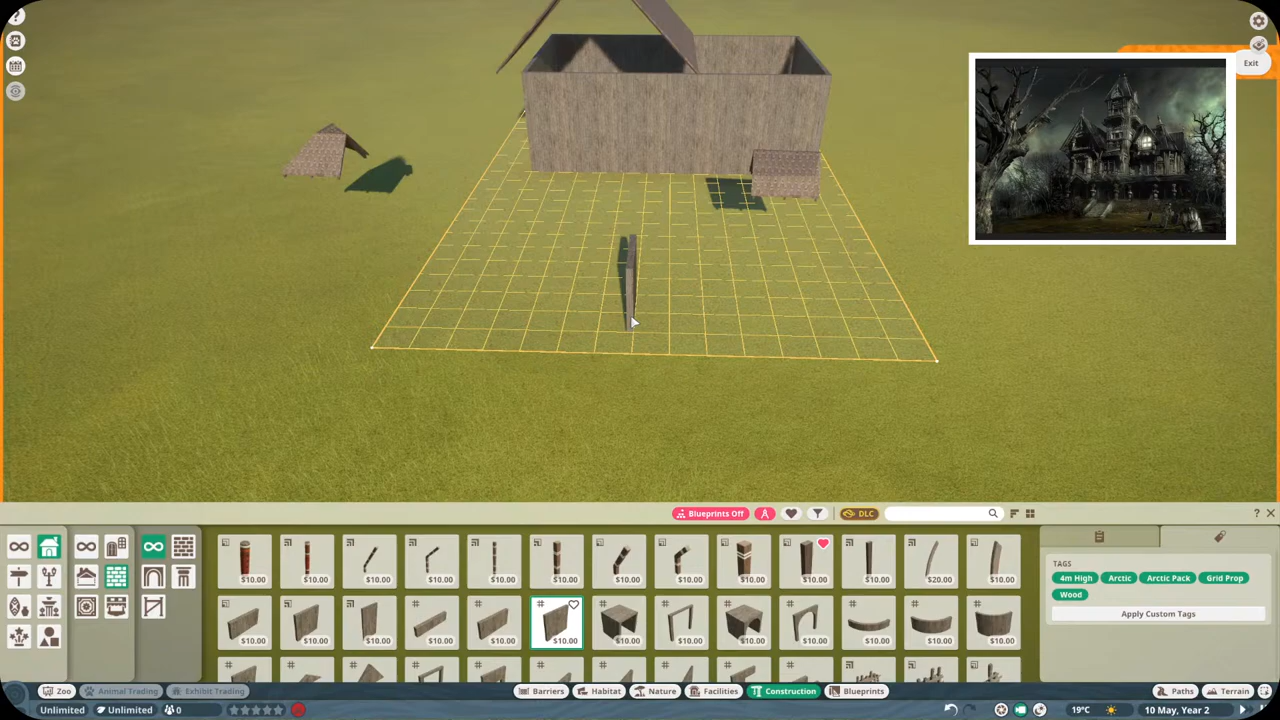 ?
Exit
Blueprints Off
DLC
? ×
$10.00 $10.00 $10.00 $10.00 $10.00 $10.00 $10.00 $10.00 $10.00 $10.00 $10.00 $20.00 $10.00
$10.00 $10.00 $10.00 $10.00 $10.00 $10.00 $10.00 $10.00 $10.00 $10.00 $10.00 $10.00 $10.00
TAGS
4m High Arctic Arctic Pack Grid Prop
Wood
Apply Custom Tags
Zoo Animal Trading Exhibit Trading Barriers Habitat Nature Facilities Construction Blueprints Paths Terrain
Unlimited Unlimited 0 19°C 10 May, Year 2